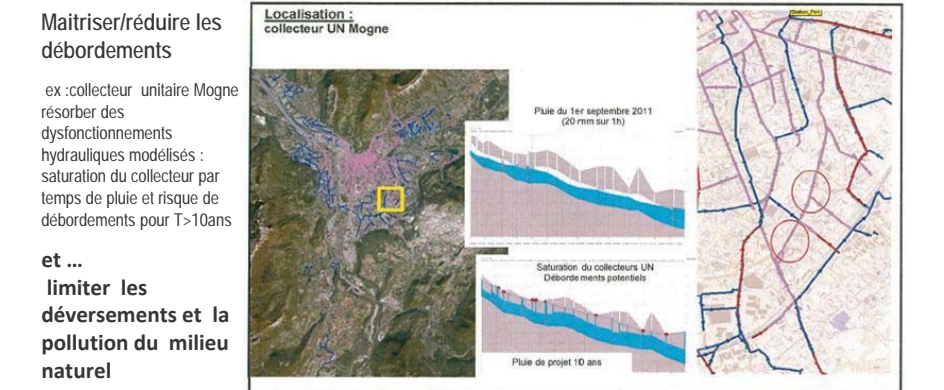 Maitriser/réduire les
débordements
ex :collecteur unitaire Mogne
résorber des
dysfonctionnements
hydrauliques modélisés :
saturation du collecteur par
temps de pluie et risque de
débordements pour T>10ans
et ...
limiter les
déversements et la
pollution du milieu
naturel
Localisation :
collecteur UN Mogne
Pluie du 1er septembre 2011
(20 mm sur 1h)
Saturation du collecteurs UN
Débordements potentiels
Pluie de projet 10 ans